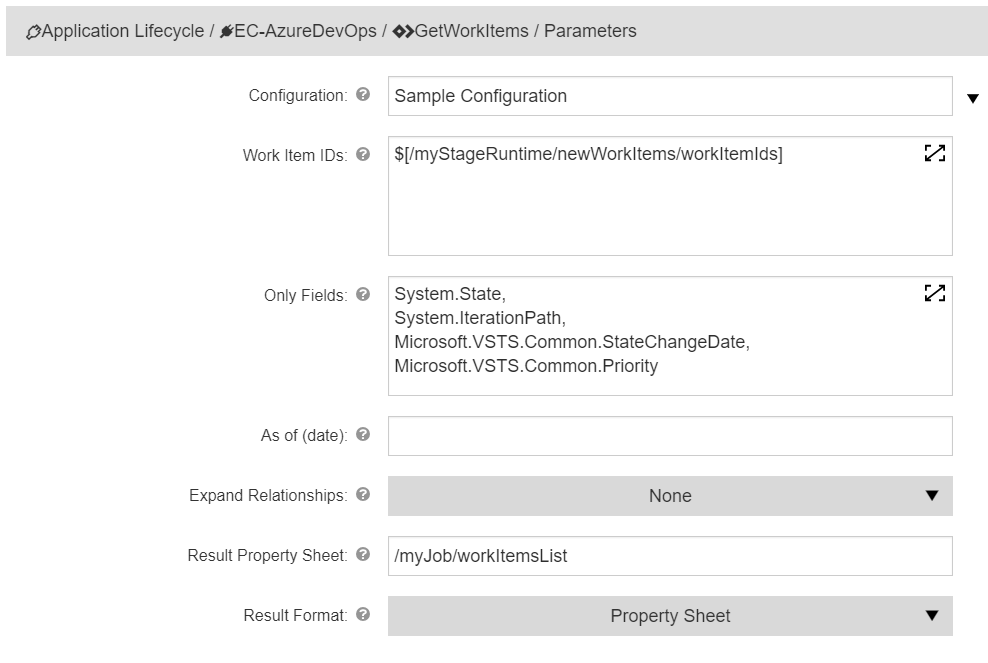 Application Lifecycle / EC-AzureDevOps / GetWorkItems / Parameters
Configuration: Sample Configuration
Work Item IDs: $[/myStageRuntime/newWorkItems/workItemIds]
Only Fields: System.State,
System.IterationPath,
Microsoft.VSTS.Common.StateChangeDate,
Microsoft.VSTS.Common.Priority
As of (date):
Expand Relationships: None
Result Property Sheet: /myJob/workItemsList
Result Format: Property Sheet